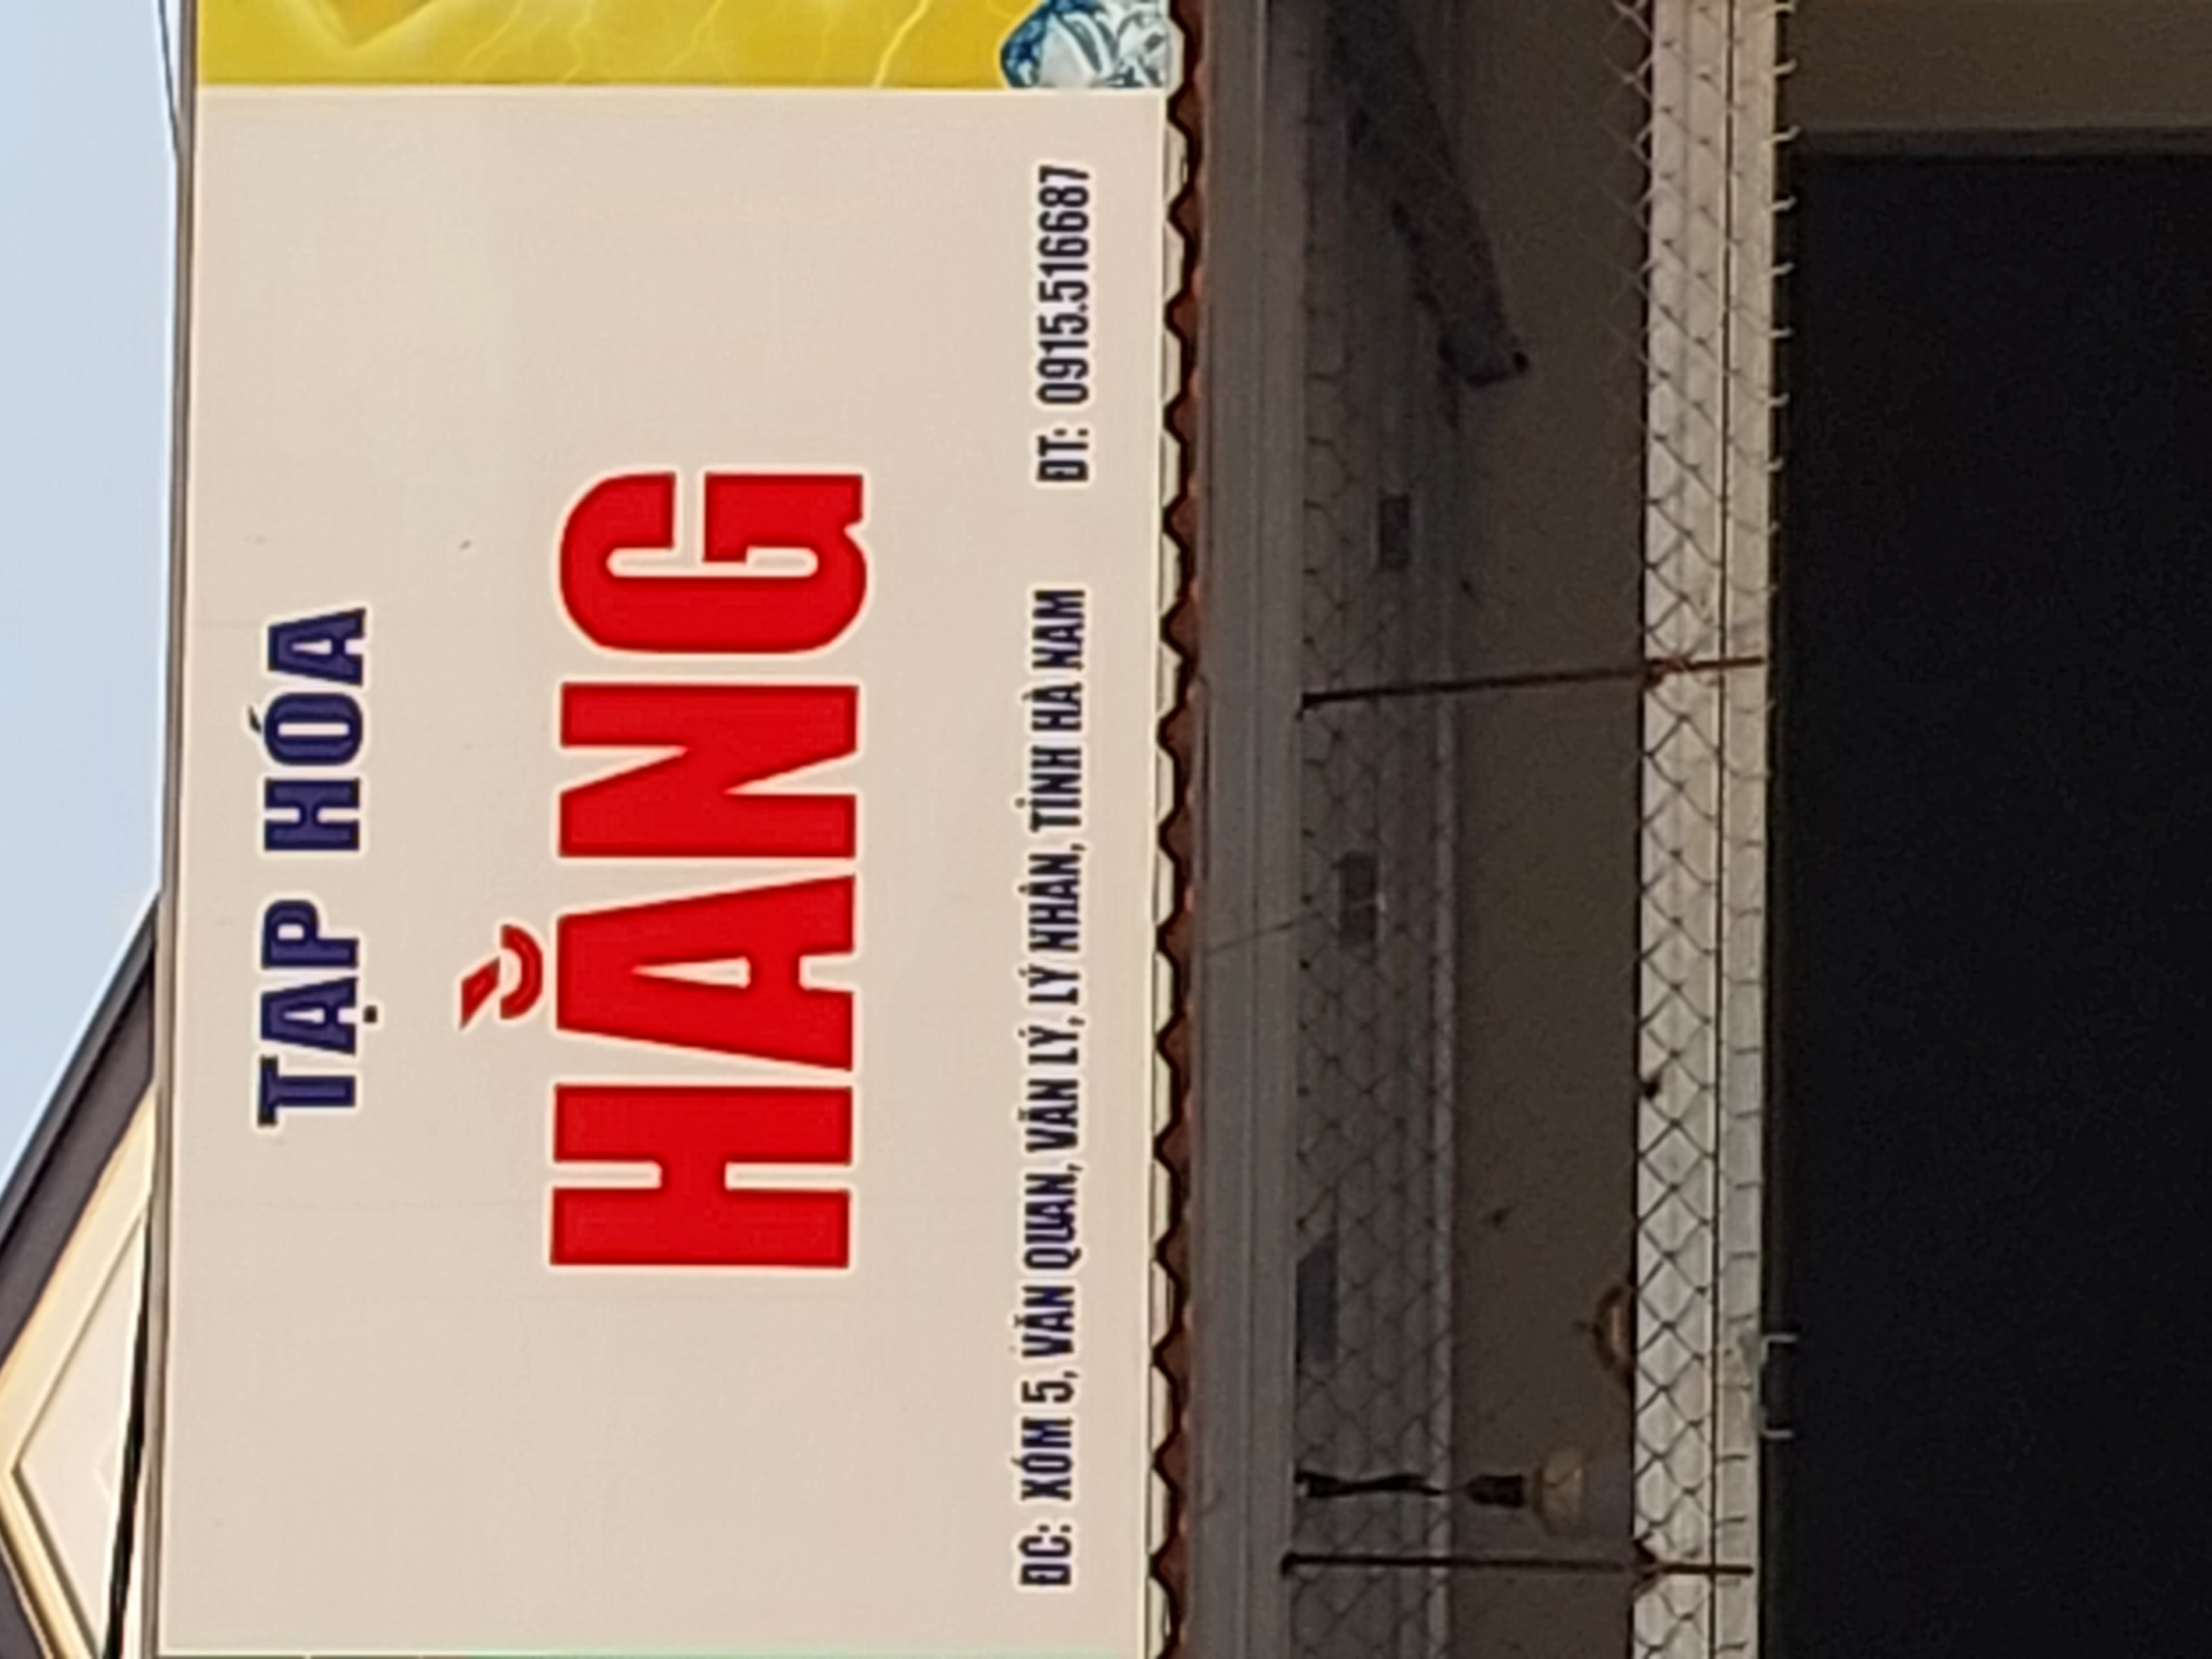 TẠP HÓA
HẰNG
ĐC: XÓM 5, VĂN QUAN, VĂN LÝ, LÝ NHÂN, TỈNH HÀ NAM ĐT: 0915.516687